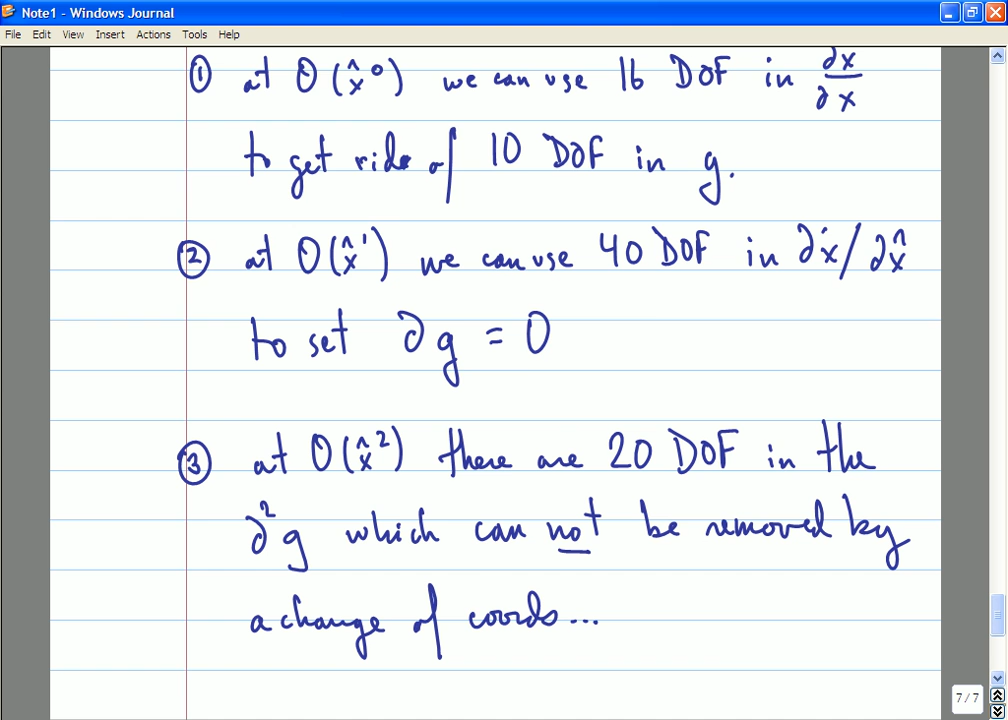 Note1 - Windows Journal
File Edit View Insert Actions Tools Help
① at O(x̂⁰) we can use 16 DOF in ∂x/∂x
to get ride of 10 DOF in g.
② at O(x̂¹) we can use 40 DOF in ∂x/∂x̂
to set ∂g = 0
③ at O(x̂²) there are 20 DOF in the
∂²g which can not be removed by
a change of coords...
7 / 7